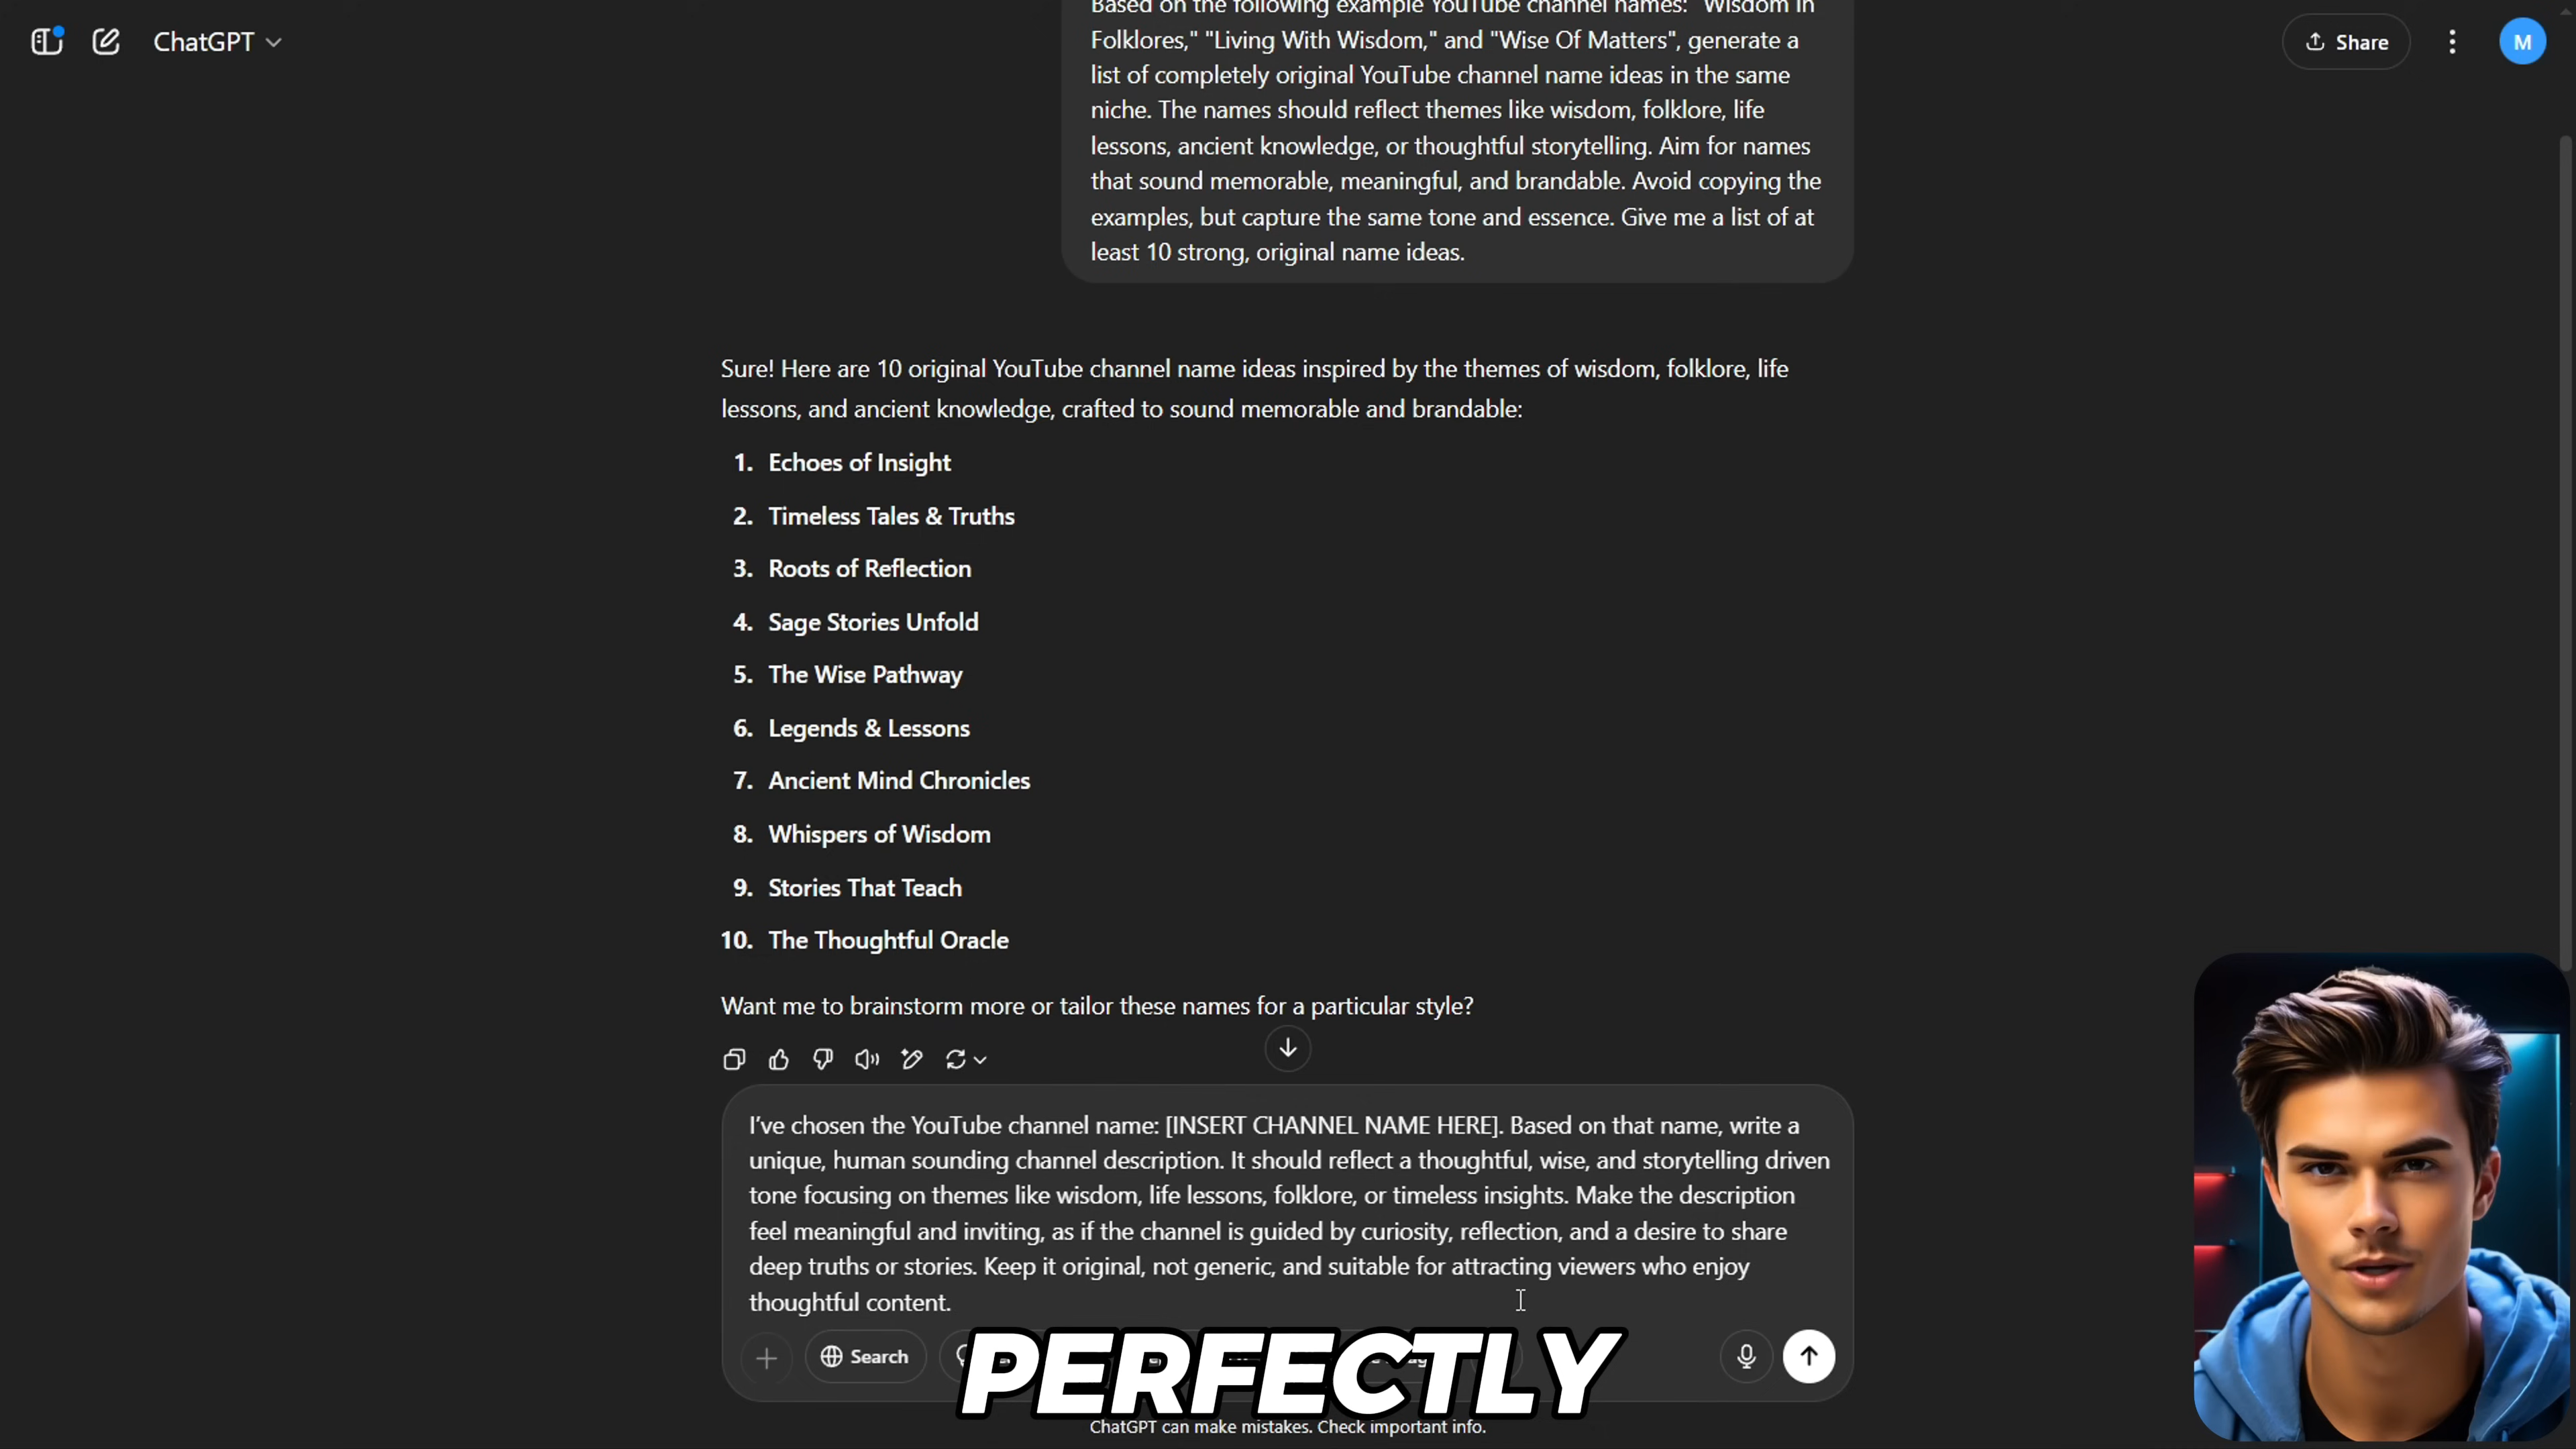 ChatGPT
Share
M
Based on the following example YouTube channel names: "Wisdom In
Folklores," "Living With Wisdom," and "Wise Of Matters", generate a
list of completely original YouTube channel name ideas in the same
niche. The names should reflect themes like wisdom, folklore, life
lessons, ancient knowledge, or thoughtful storytelling. Aim for names
that sound memorable, meaningful, and brandable. Avoid copying the
examples, but capture the same tone and essence. Give me a list of at
least 10 strong, original name ideas.
Sure! Here are 10 original YouTube channel name ideas inspired by the themes of wisdom, folklore, life
lessons, and ancient knowledge, crafted to sound memorable and brandable:
1. Echoes of Insight
2. Timeless Tales & Truths
3. Roots of Reflection
4. Sage Stories Unfold
5. The Wise Pathway
6. Legends & Lessons
7. Ancient Mind Chronicles
8. Whispers of Wisdom
9. Stories That Teach
10. The Thoughtful Oracle
Want me to brainstorm more or tailor these names for a particular style?
I've chosen the YouTube channel name: [INSERT CHANNEL NAME HERE]. Based on that name, write a
unique, human sounding channel description. It should reflect a thoughtful, wise, and storytelling driven
tone focusing on themes like wisdom, life lessons, folklore, or timeless insights. Make the description
feel meaningful and inviting, as if the channel is guided by curiosity, reflection, and a desire to share
deep truths or stories. Keep it original, not generic, and suitable for attracting viewers who enjoy
thoughtful content.
Search
PERFECTLY
ChatGPT can make mistakes. Check important info.